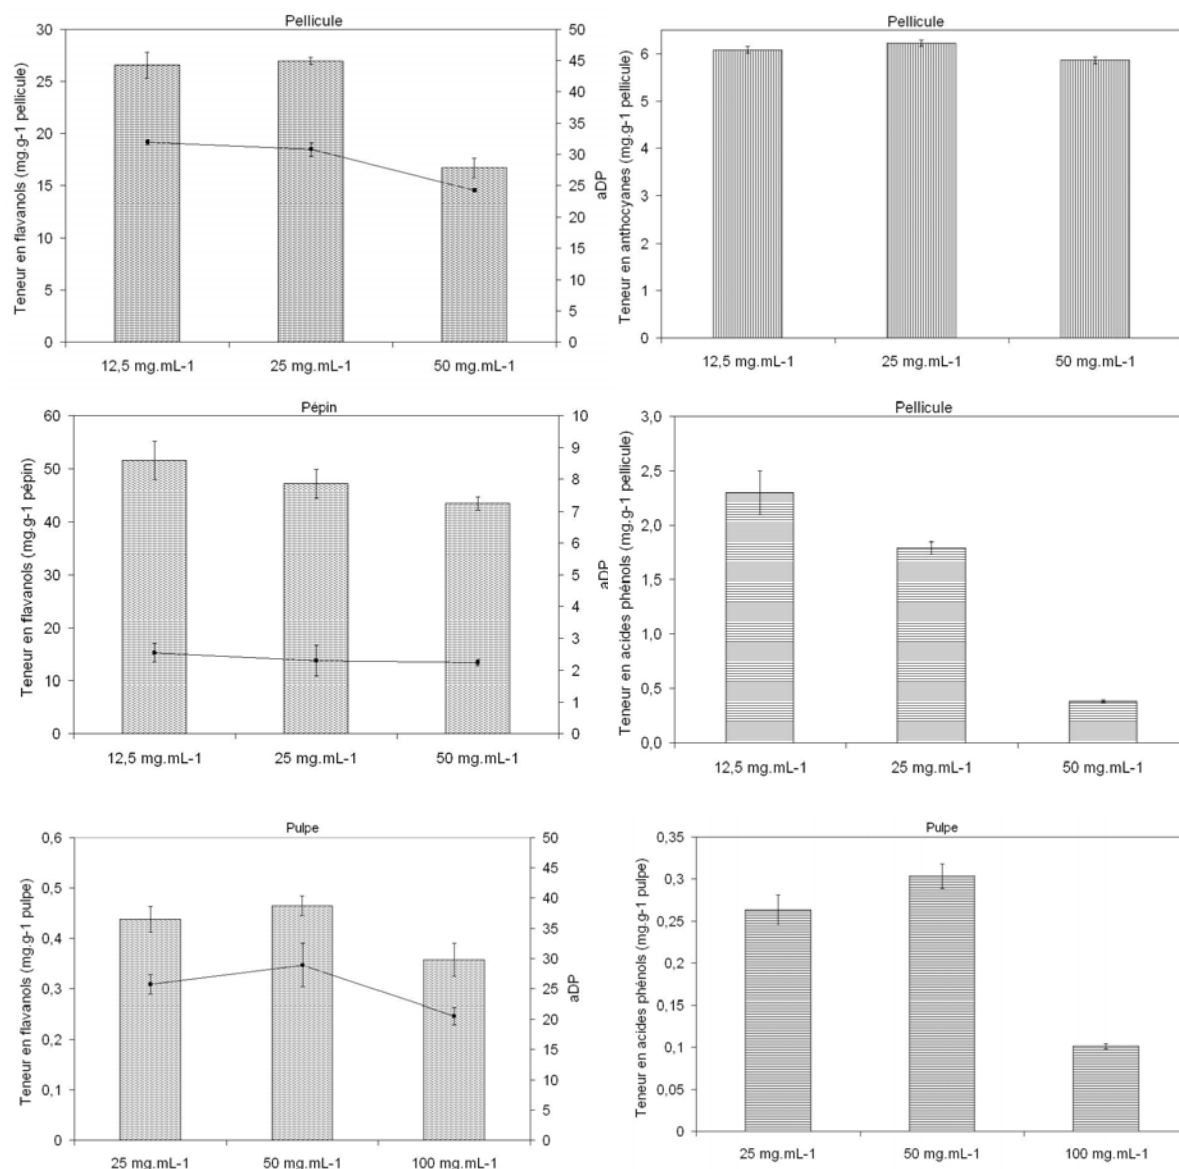 Pellicule
Teneur en flavanols (mg.g-1 pellicule)
30
25
20
15
10
5
0
50
45
40
35
30
25
20
15
10
5
0
aDP
12,5 mg.mL-1
25 mg.mL-1
50 mg.mL-1
Pellicule
Teneur en anthocyanes (mg.g-1 pellicule)
6
5
4
3
2
1
0
12,5 mg.mL-1
25 mg.mL-1
50 mg.mL-1
Pépin
Teneur en flavanols (mg.g-1 pépin)
60
50
40
30
20
10
0
10
9
8
7
6
5
4
3
2
1
0
aDP
12,5 mg.mL-1
25 mg.mL-1
50 mg.mL-1
Pellicule
Teneur en acides phénols (mg.g-1 pellicule)
3,0
2,5
2,0
1,5
1,0
0,5
0,0
12,5 mg.mL-1
25 mg.mL-1
50 mg.mL-1
Pulpe
Teneur en flavanols (mg.g-1 pulpe)
0,6
0,5
0,4
0,3
0,2
0,1
0
50
45
40
35
30
25
20
15
10
5
0
aDP
25 mg.mL-1
50 mg.mL-1
100 mg.mL-1
Pulpe
Teneur en acides phénols (mg.g-1 pulpe)
0,35
0,3
0,25
0,2
0,15
0,1
0,05
0
25 mg.mL-1
50 mg.mL-1
100 mg.mL-1